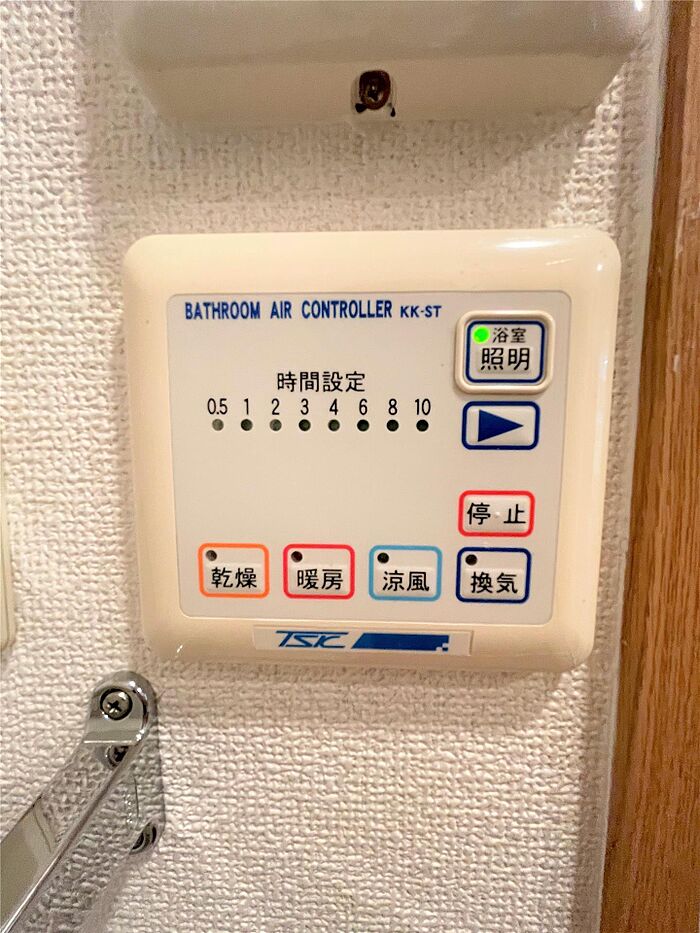 BATHROOM AIR CONTROLLER KK-ST
浴室
照明
時間設定
0.5 1 2 3 4 6 8 10
停止
乾燥 暖房 涼風 換気
TSK